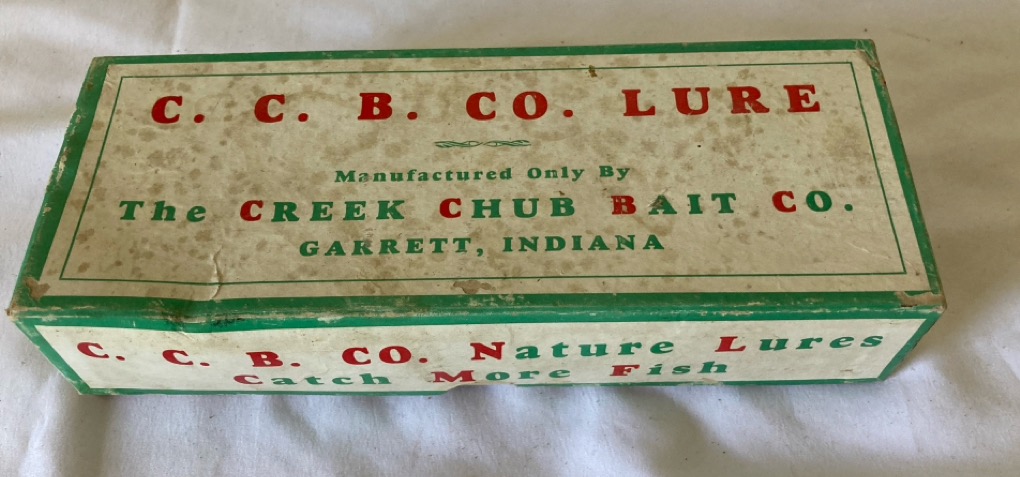 C. C. B. CO. LURE
Manufactured Only By
The CREEK CHUB BAIT CO.
GARRETT, INDIANA
C. C. B. CO. Nature Lures
Catch More Fish